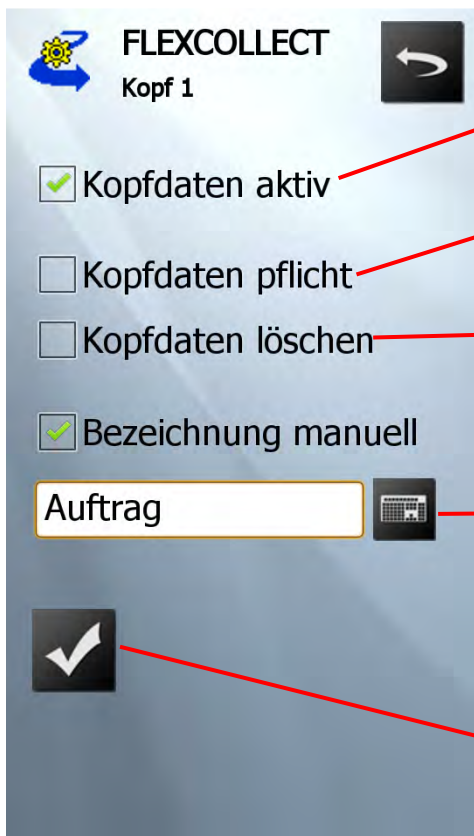 FLEXCOLLECT
Kopf 1
Kopfdaten aktiv
Kopfdaten pflicht
Kopfdaten löschen
Bezeichnung manuell
Auftrag